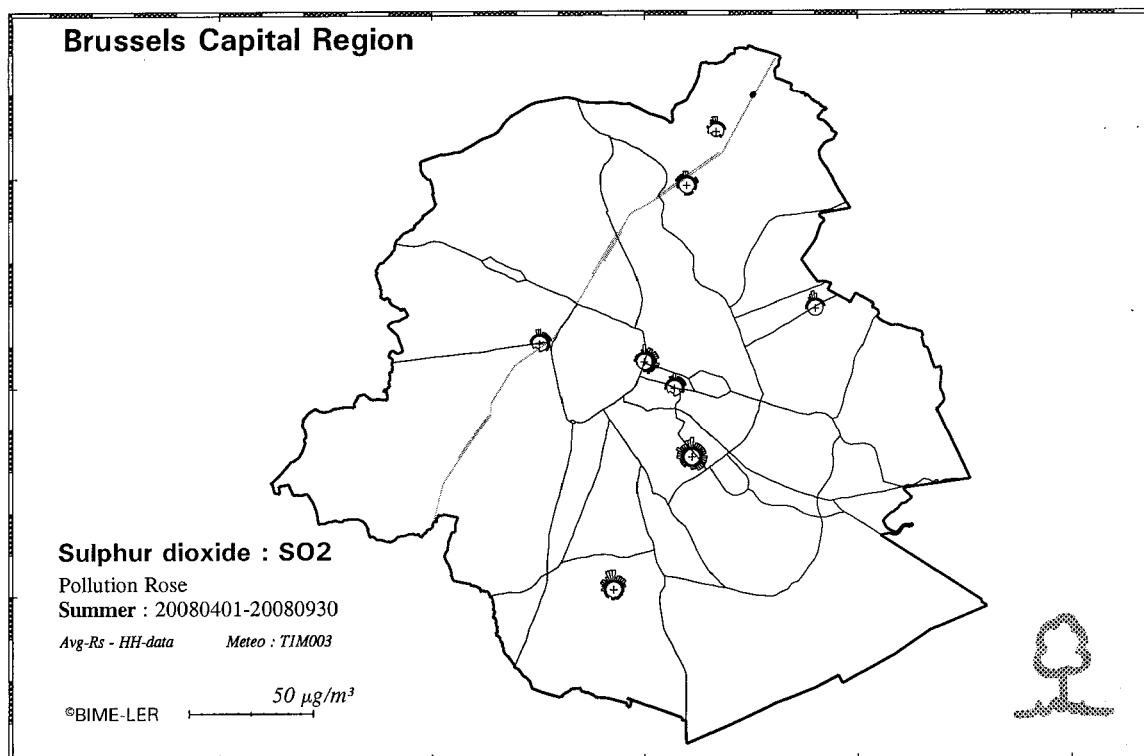 Brussels Capital Region
Sulphur dioxide : SO2
Pollution Rose
Summer : 20080401-20080930
Avg-Rs - HH-data Meteo : TIM003
50 µg/m³
©BIME-LER